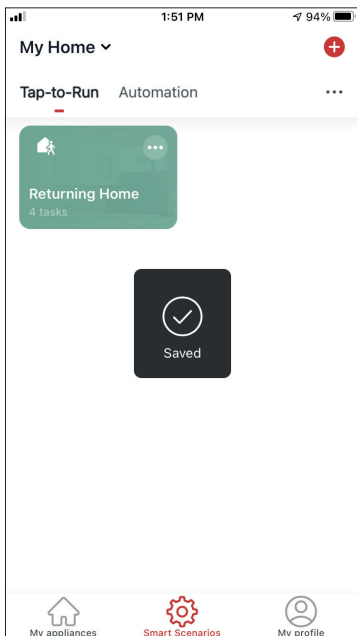 1:51 PM 94%
My Home
Tap-to-Run Automation
Returning Home
4 tasks
Saved
My appliances Smart Scenarios My profile